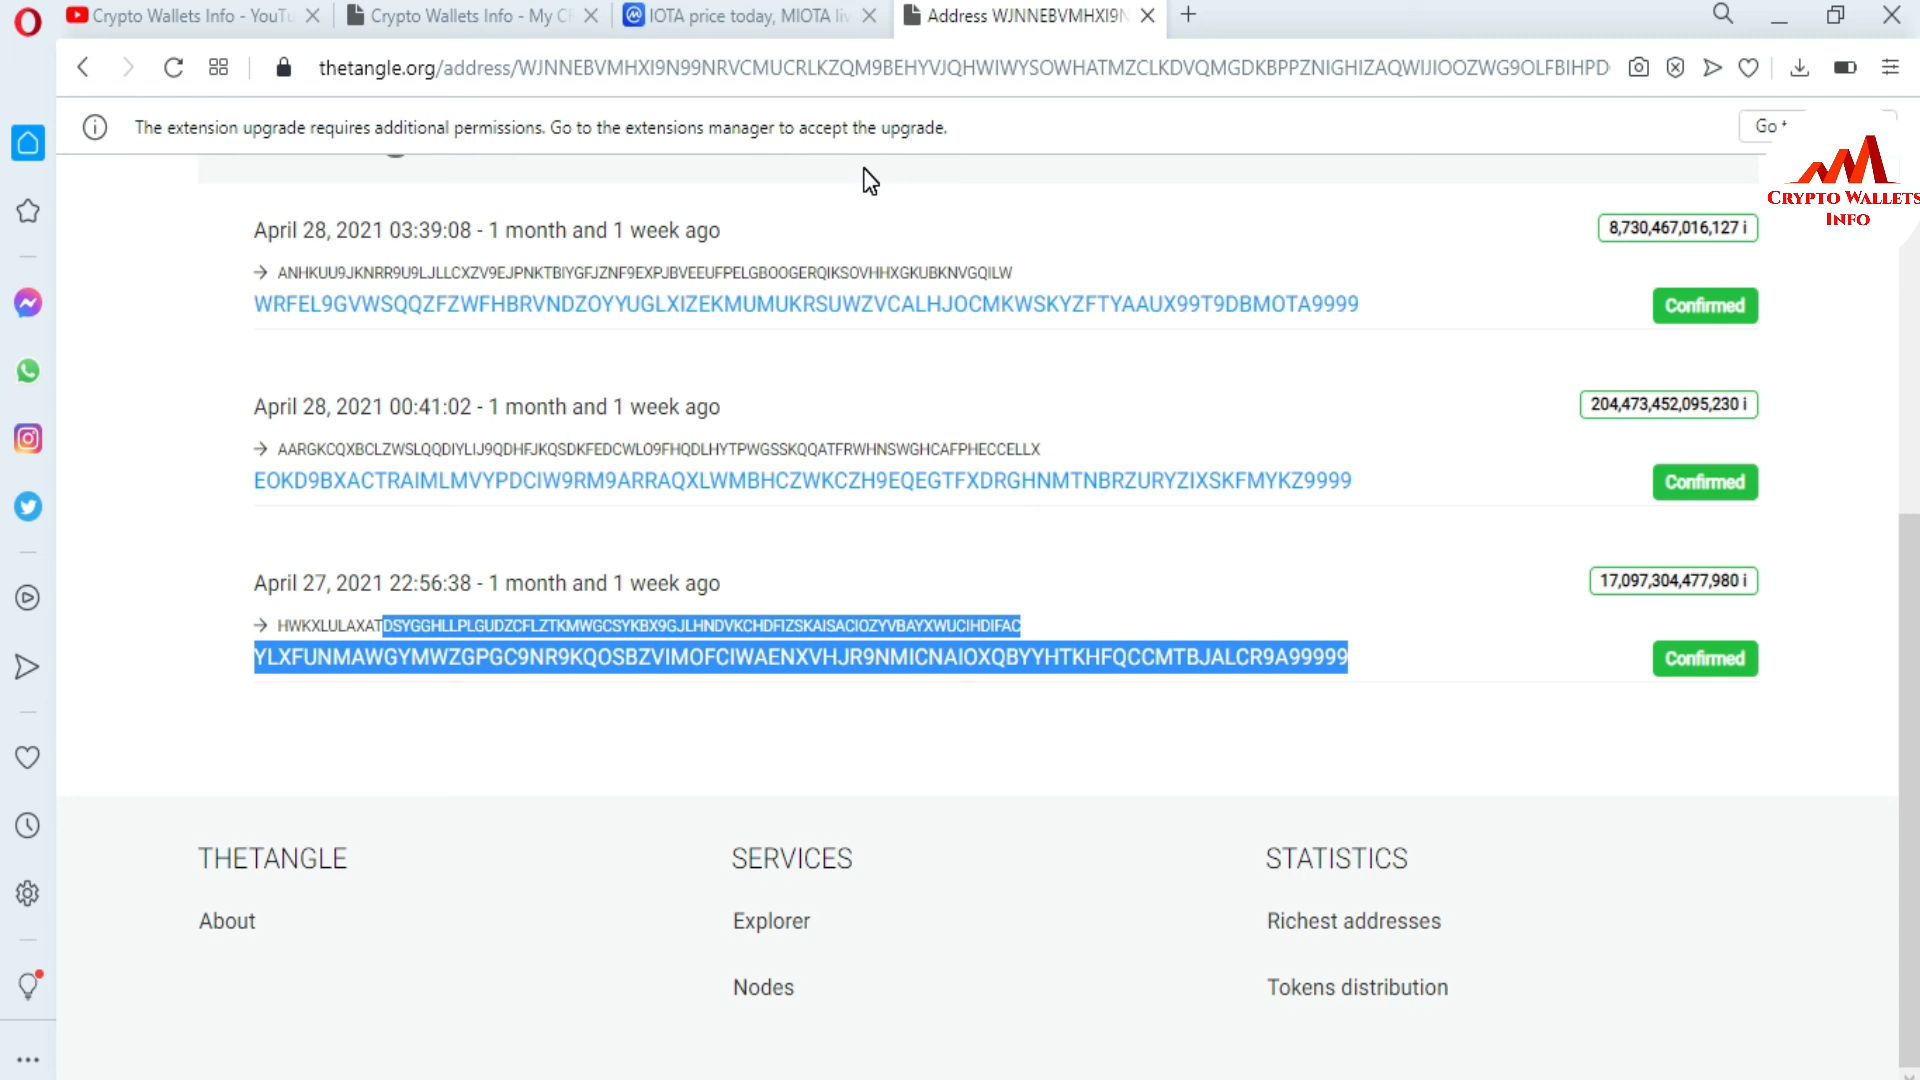 Crypto Wallets Info - YouTu
Crypto Wallets Info - My C
IOTA price today, MIOTA li
Address WJNNEBVMHXI9N
thetangle.org/address/WJNNEBVMHXI9N99NRVCMUCRLKZQM9BEHYVJQHWIWYSOWHATMZCLKDVQMGDKBPPZNIGHIZAQWIJIOOZWG9OLFBIHPD
The extension upgrade requires additional permissions. Go to the extensions manager to accept the upgrade.
Go
CRYPTO WALLETS
INFO
April 28, 2021 03:39:08 - 1 month and 1 week ago
8,730,467,016,127 i
→ ANHKUU9JKNRR9U9LJLLCXZV9EJPNKTBIYGFJZNF9EXPJBVEEUFPELGBOOGERQIKSOVHHXGKUBKNVGQILW
WRFEL9GVWSQQZFZWFHBRVNDZOYYUGLXIZEKMUMUKRSUWZVCALHJOCMKWSKYZFTYAAUX99T9DBMOTA9999
Confirmed
April 28, 2021 00:41:02 - 1 month and 1 week ago
204,473,452,095,230 i
→ AARGKCQXBCLZWSLQQDIYLIJ9QDHFJKQSDKFEDCWLO9FHQDLHYTPWGSSKQQATFRWHNSWGHCAFPHECCELLX
EOKD9BXACTRAIMLMVYPDCIW9RM9ARRAQXLWMBHCZWKCZH9EQEGTFXDRGHNMTNBRZURYZIXSKFMYKZ9999
Confirmed
April 27, 2021 22:56:38 - 1 month and 1 week ago
17,097,304,477,980 i
→ HWKXLULAXATDSYGGHLLPLGUDZCFLZTKMWGCSYKBX9GJLHNDVKCHDFIZSKAISACIOZYVBAYXWUCIHDIFAC
YLXFUNMAWGYMWZGPGC9NR9KQOSBZVIMOFCIWAENXVHJR9NMICNAIOXQBYYHTKHFQCCMTBJALCR9A99999
Confirmed
THETANGLE
SERVICES
STATISTICS
About
Explorer
Richest addresses
Nodes
Tokens distribution